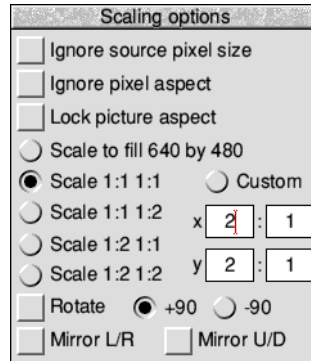 Scaling options
Ignore source pixel size
Ignore pixel aspect
Lock picture aspect
Scale to fill 640 by 480
Scale 1:1 1:1 Custom
Scale 1:1 1:2 x 2 : 1
Scale 1:2 1:1
Scale 1:2 1:2 y 2 : 1
Rotate +90 -90
Mirror L/R Mirror U/D